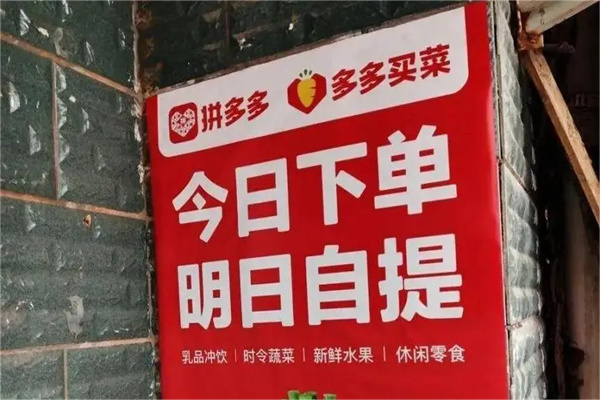 拼多多 多多买菜
今日下单
明日自提
乳品冲饮 | 时令蔬菜 | 新鲜水果 | 休闲零食